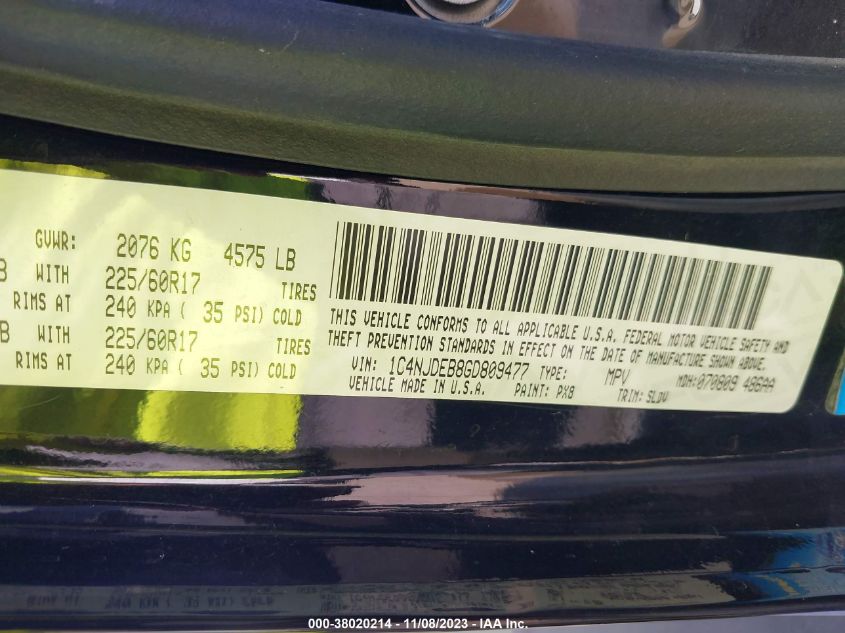 GVWR: 2076 KG 4575 LB
B WITH 225/60R17 TIRES
RIMS AT 240 KPA ( 35 PSI) COLD
B WITH 225/60R17 TIRES
RIMS AT 240 KPA ( 35 PSI) COLD
THIS VEHICLE CONFORMS TO ALL APPLICABLE U.S.A. FEDERAL MOTOR VEHICLE SAFETY AND
THEFT PREVENTION STANDARDS IN EFFECT ON THE DATE OF MANUFACTURE SHOWN ABOVE.
VIN: 1C4NJDEB8GD809477 TYPE: MPV MDH:070809 486AA
VEHICLE MADE IN U.S.A. PAINT: PX8 TRIM: SLDV
000-38020214 - 11/08/2023 - IAA Inc.